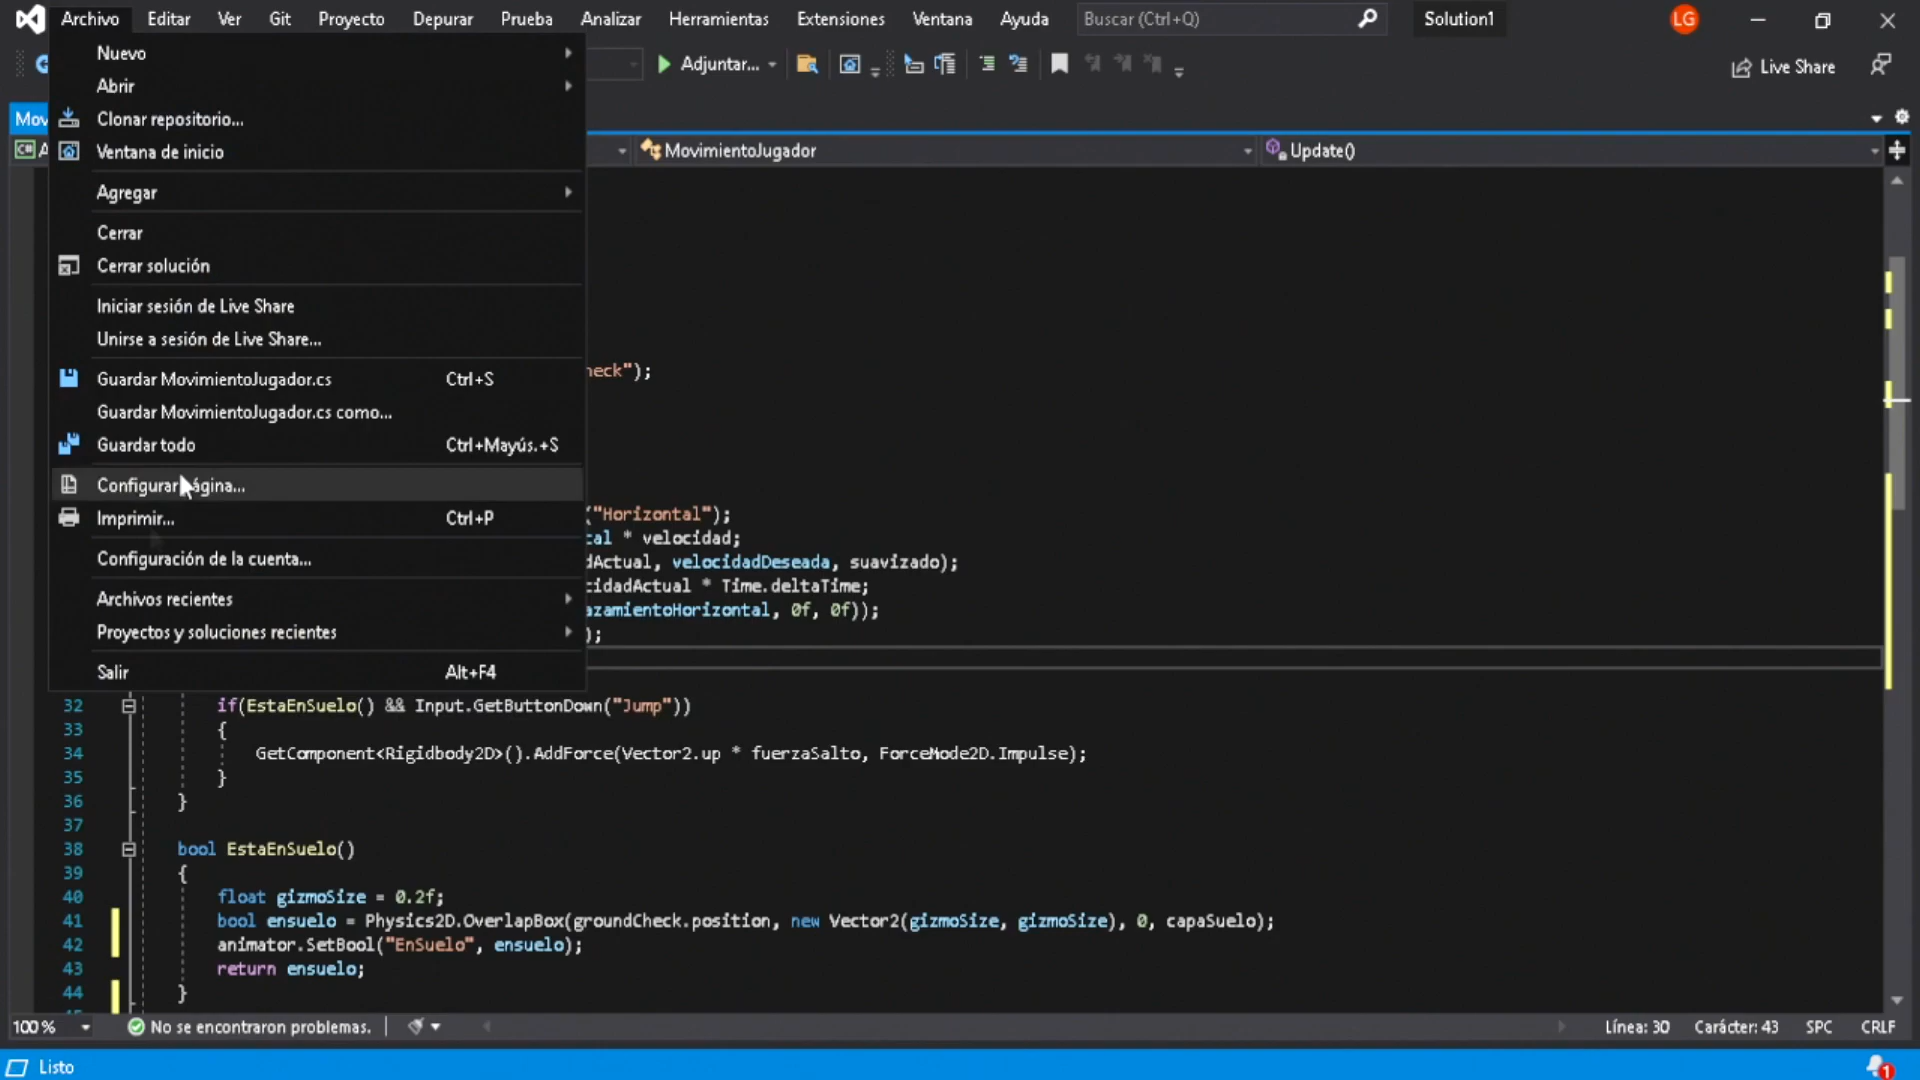 Archivo Editar Ver Git Proyecto Depurar Prueba Analizar Herramientas Extensiones Ventana Ayuda Buscar (Ctrl+Q) Solution1 LG
Adjuntar... Live Share
Nuevo
Abrir
Clonar repositorio...
Ventana de inicio
Agregar
Cerrar
Cerrar solución
Iniciar sesión de Live Share
Unirse a sesión de Live Share...
Guardar MovimientoJugador.cs Ctrl+S
Guardar MovimientoJugador.cs como...
Guardar todo Ctrl+Mayús.+S
Configurar ágina...
Imprimir... Ctrl+P
Configuración de la cuenta...
Archivos recientes
Proyectos y soluciones recientes
Salir Alt+F4
Mov
C# A
MovimientoJugador Update()
heck");
("Horizontal");
tal * velocidad;
dActual, velocidadDeseada, suavizado);
cidadActual * Time.deltaTime;
azamientoHorizontal, 0f, 0f));
);
32 if(EstaEnSuelo() && Input.GetButtonDown("Jump"))
33 {
34 GetComponent<Rigidbody2D>().AddForce(Vector2.up * fuerzaSalto, ForceMode2D.Impulse);
35 }
36 }
37
38 bool EstaEnSuelo()
39 {
40 float gizmoSize = 0.2f;
41 bool ensuelo = Physics2D.OverlapBox(groundCheck.position, new Vector2(gizmoSize, gizmoSize), 0, capaSuelo);
42 animator.SetBool("EnSuelo", ensuelo);
43 return ensuelo;
44 }
100 % No se encontraron problemas. Línea: 30 Carácter: 43 SPC CRLF
Listo 1